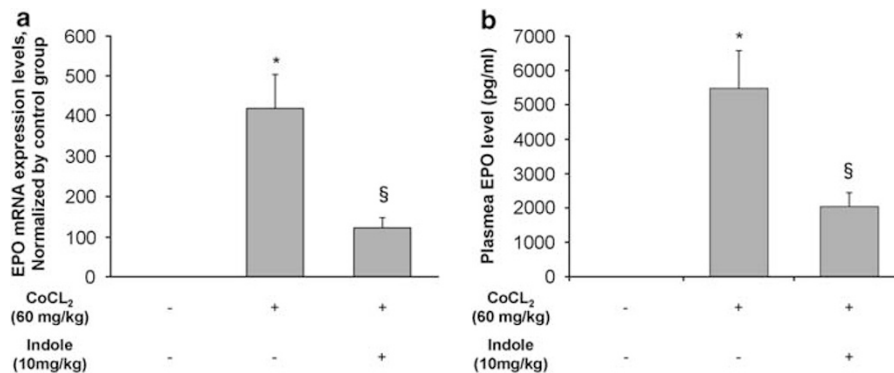 a
EPO mRNA expression levels,
Normalized by control group
600
500
400
300
200
100
0
*
§
CoCL₂
(60 mg/kg)
- + +
Indole
(10mg/kg)
- - +
b
Plasmea EPO level (pg/ml)
7000
6000
5000
4000
3000
2000
1000
0
*
§
CoCL₂
(60 mg/kg)
- + +
Indole
(10mg/kg)
- - +